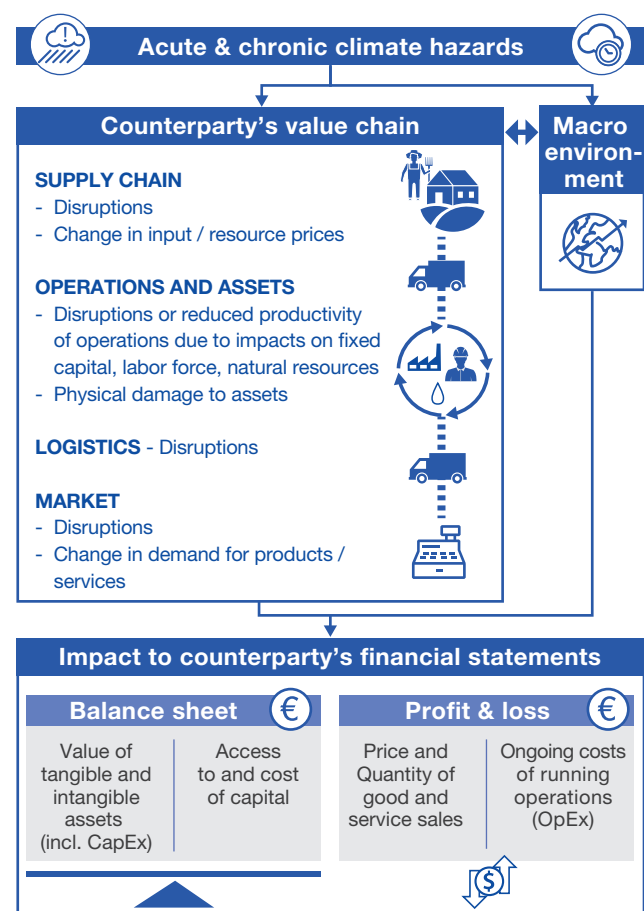 Acute & chronic climate hazards
Counterparty's value chain
Macro
environ-
ment
SUPPLY CHAIN
- Disruptions
- Change in input / resource prices
OPERATIONS AND ASSETS
- Disruptions or reduced productivity
of operations due to impacts on fixed
capital, labor force, natural resources
- Physical damage to assets
LOGISTICS - Disruptions
MARKET
- Disruptions
- Change in demand for products /
services
Impact to counterparty's financial statements
Balance sheet €
Value of
tangible and
intangible
assets
(incl. CapEx)
Access
to and cost
of capital
Profit & loss €
Price and
Quantity of
good and
service sales
Ongoing costs
of running
operations
(OpEx)
$